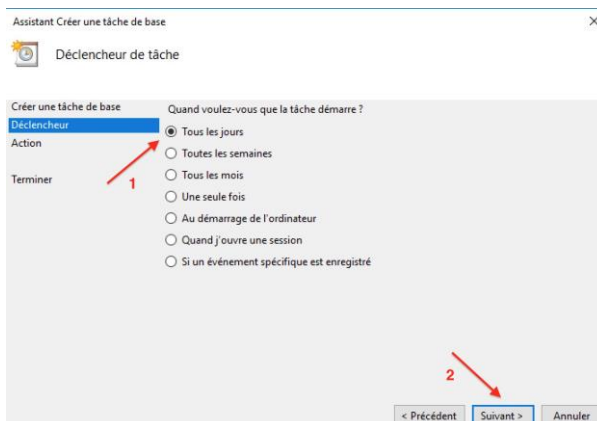 Assistant Créer une tâche de base
Déclencheur de tâche
Créer une tâche de base
Déclencheur
Action
Terminer
Quand voulez-vous que la tâche démarre ?
Tous les jours
Toutes les semaines
Tous les mois
Une seule fois
Au démarrage de l'ordinateur
Quand j'ouvre une session
Si un événement spécifique est enregistré
1
2
< Précédent
Suivant >
Annuler